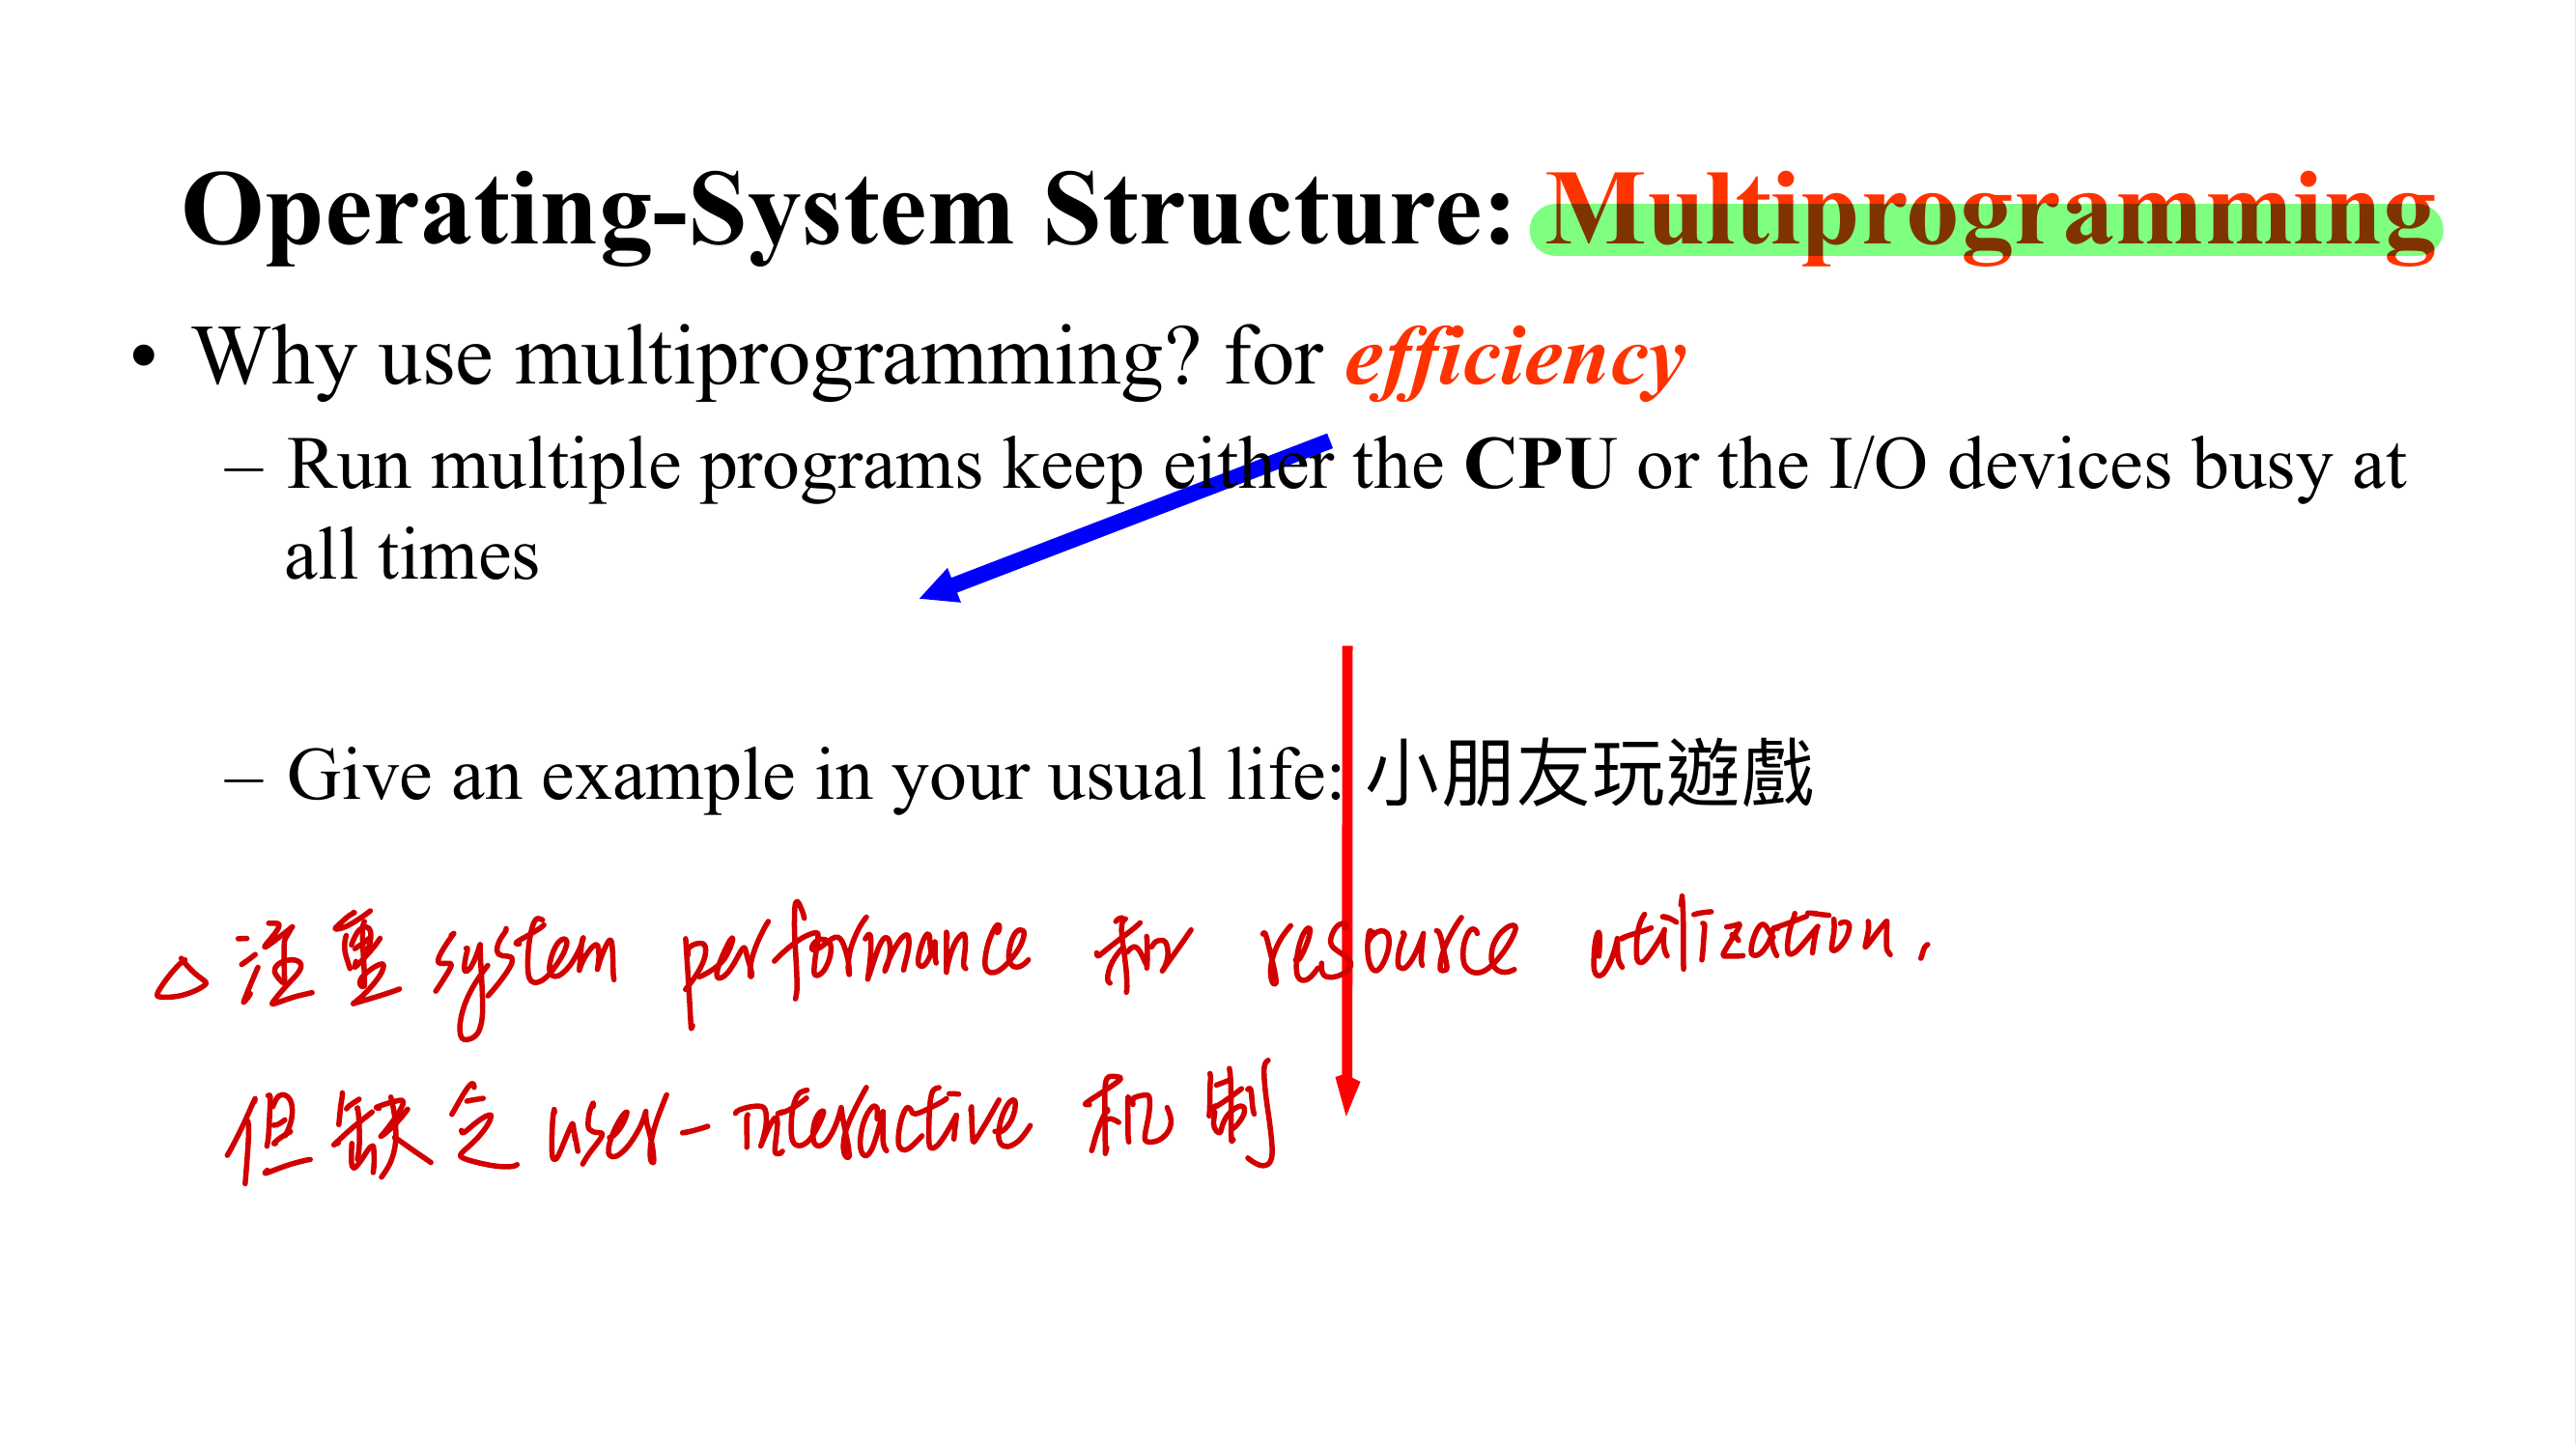 Operating-System Structure: Multiprogramming
• Why use multiprogramming? for efficiency
– Run multiple programs keep either the CPU or the I/O devices busy at
all times
– Give an example in your usual life: 小朋友玩遊戲
△ 注重 system performance 和 resource utilization.
但缺乏 user-interactive 机制